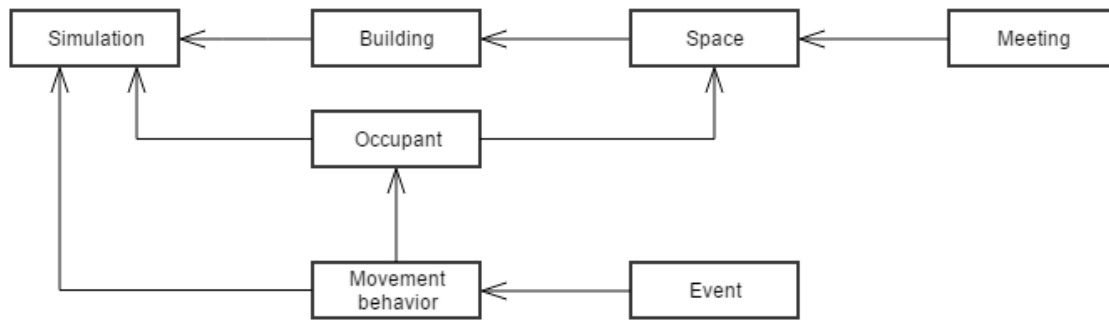 Simulation
Building
Space
Meeting
Occupant
Movement
behavior
Event